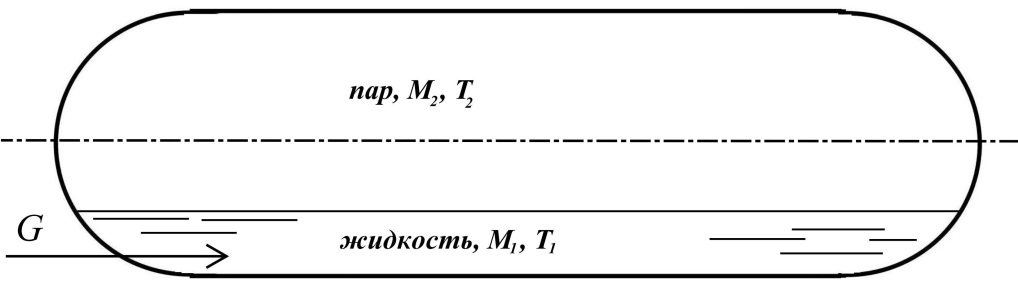 пар, M₂, T₂
G
жидкость, M₁, T₁